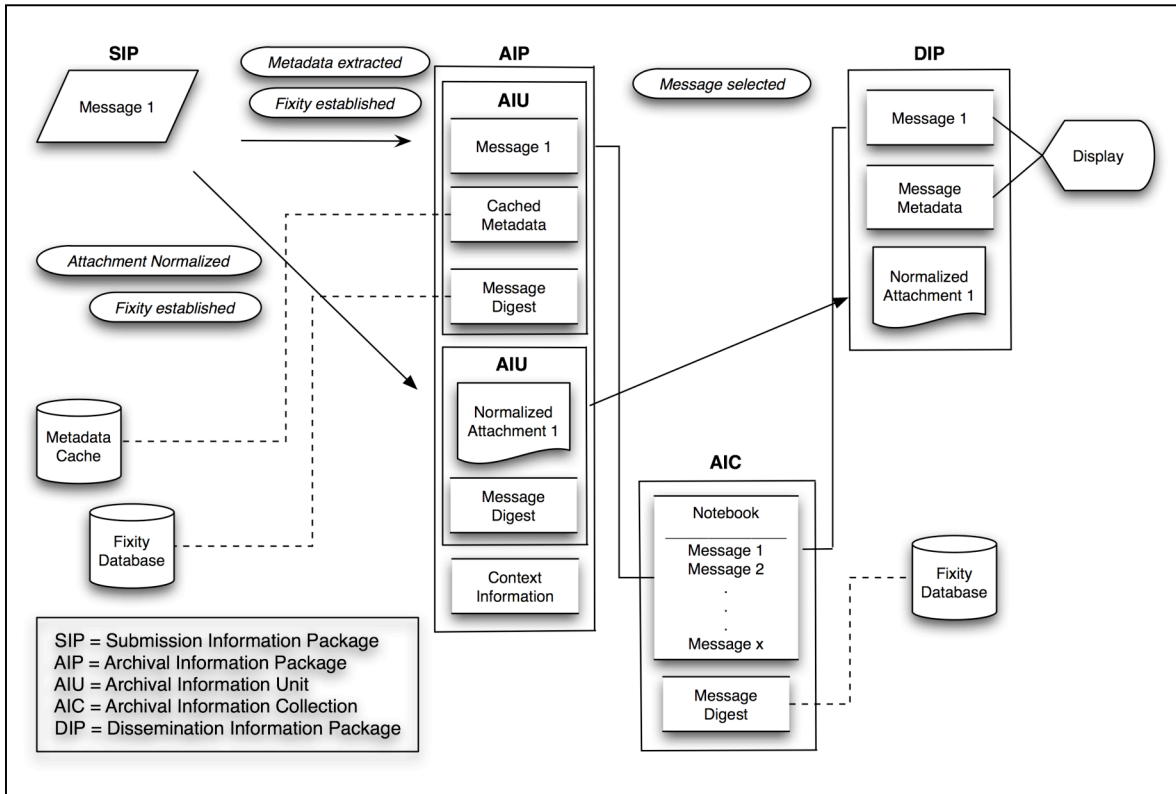 SIP
Message 1
Metadata extracted
Fixity established
Attachment Normalized
Fixity established
Metadata
Cache
Fixity
Database
AIP
AIU
Message 1
Cached
Metadata
Message
Digest
AIU
Normalized
Attachment 1
Message
Digest
Context
Information
Message selected
AIC
Notebook
Message 1
Message 2
.
.
.
Message x
Message
Digest
Fixity
Database
DIP
Message 1
Message
Metadata
Normalized
Attachment 1
Display
SIP = Submission Information Package
AIP = Archival Information Package
AIU = Archival Information Unit
AIC = Archival Information Collection
DIP = Dissemination Information Package